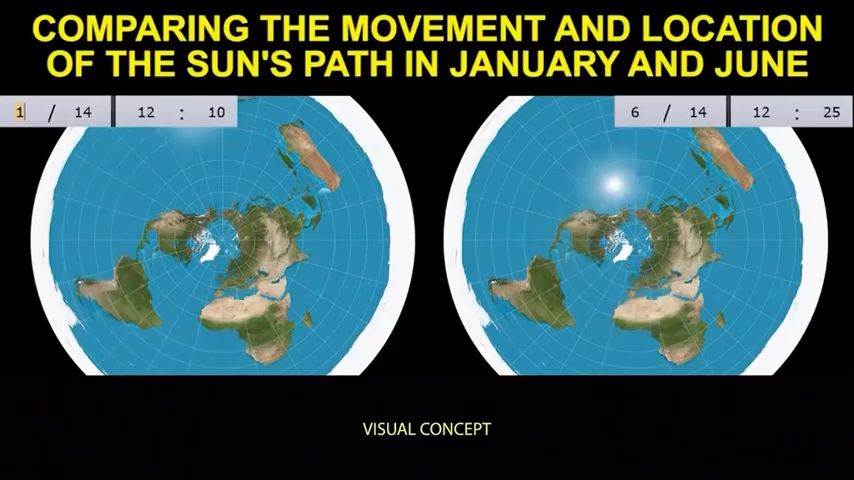 COMPARING THE MOVEMENT AND LOCATION
OF THE SUN'S PATH IN JANUARY AND JUNE
1 / 14 12 : 10
6 / 14 12 : 25
VISUAL CONCEPT